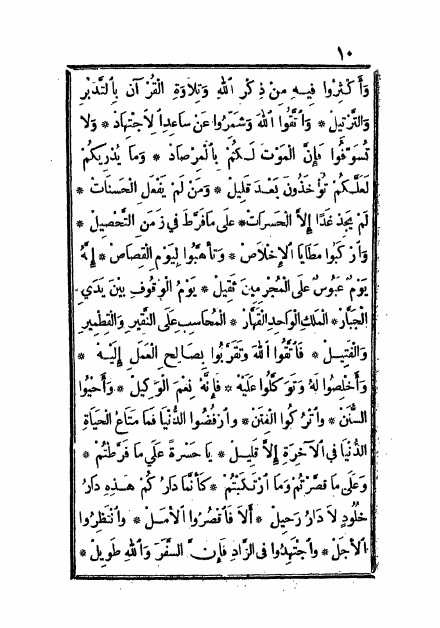 ١٠
وَأَكْثِرُوا فِيهِ مِنْ ذِكْرِ اللهِ وَتِلَاوَةِ الْقُرْآنِ بِالتَّدَبُّرِ
وَالتَّرْتِيلِ * وَاتَّقُوا اللهَ وَشَمِّرُوا عَنْ سَاعِدِ الِاجْتِهَادِ * وَلَا
تُسَوِّفُوا فَإِنَّ الْمَوْتَ لَكُمْ بِالْمِرْصَادِ * وَمَا يُدْرِيكُمْ
لَعَلَّكُمْ تُؤْخَذُونَ بَعْدَ قَلِيلٍ * وَمَنْ لَمْ يَفْعَلِ الْحَسَنَاتِ *
لَمْ يَجِدْ غَدًا إِلَّا الْحَسَرَاتِ * عَلَى مَا فَرَّطَ فِي زَمَنِ التَّحْصِيلِ *
وَارْكَبُوا مَطَايَا الْإِخْلَاصِ * وَتَأَهَّبُوا لِيَوْمِ الْقِصَاصِ * إِنَّهُ
يَوْمٌ عَبُوسٌ عَلَى الْمُجْرِمِينَ ثَقِيلٌ * يَوْمُ الْوُقُوفِ بَيْنَ يَدَيِ
الْجَبَّارِ * الْمَلِكِ الْوَاحِدِ الْقَهَّارِ * الْمُحَاسِبِ عَلَى النَّقِيرِ وَالْقِطْمِيرِ
وَالْفَتِيلِ * فَاتَّقُوا اللهَ وَتَقَرَّبُوا بِصَالِحِ الْعَمَلِ إِلَيْهِ *
وَأَخْلِصُوا لَهُ وَتَوَكَّلُوا عَلَيْهِ * فَإِنَّهُ نِعْمَ الْوَكِيلُ * وَأَحْيُوا
السُّنَنَ * وَاتْرُكُوا الْفِتَنَ * وَارْفُضُوا الدُّنْيَا فَمَا مَتَاعُ الْحَيَاةِ
الدُّنْيَا فِي الْآخِرَةِ إِلَّا قَلِيلٌ * يَا حَسْرَةً عَلَى مَا فَرَّطْتُمْ *
وَعَلَى مَا قَصَّرْتُمْ وَمَا ارْتَكَبْتُمْ * كَأَنَّمَا دَارُكُمْ هَذِهِ دَارُ
خُلُودٍ لَا دَارُ رَحِيلٍ * أَلَا فَاقْصُرُوا الْأَمَلَ * وَانْتَظِرُوا
الْأَجَلَ * وَاجْتَهِدُوا فِي الزَّادِ فَإِنَّ السَّفَرَ وَاللهِ طَوِيلٌ *